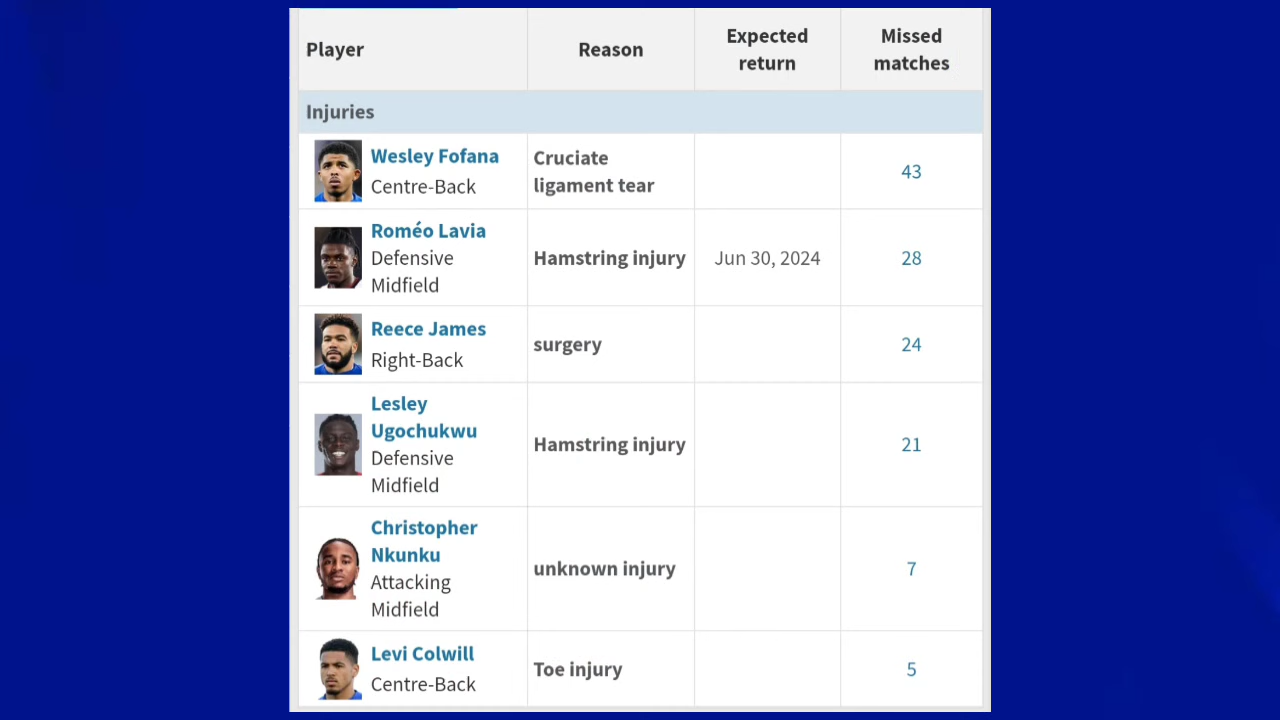 Player
Reason
Expected
return
Missed
matches
Injuries
Wesley Fofana
Centre-Back
Cruciate
ligament tear
43
Roméo Lavia
Defensive
Midfield
Hamstring injury
Jun 30, 2024
28
Reece James
Right-Back
surgery
24
Lesley
Ugochukwu
Defensive
Midfield
Hamstring injury
21
Christopher
Nkunku
Attacking
Midfield
unknown injury
7
Levi Colwill
Centre-Back
Toe injury
5